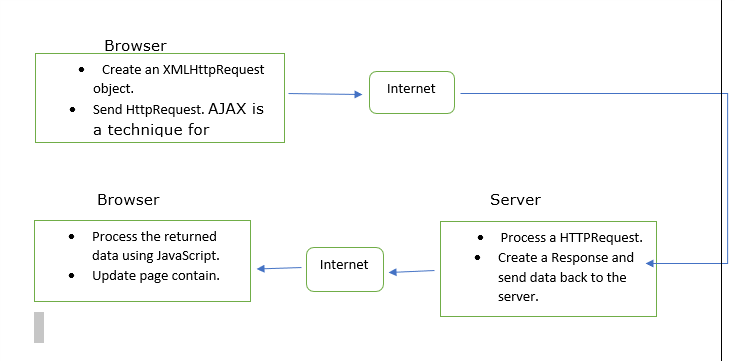 Browser
• Create an XMLHttpRequest
object.
• Send HttpRequest. AJAX is
a technique for
Internet
Browser
• Process the returned
data using JavaScript.
• Update page contain.
Internet
Server
• Process a HTTPRequest.
• Create a Response and
send data back to the
server.